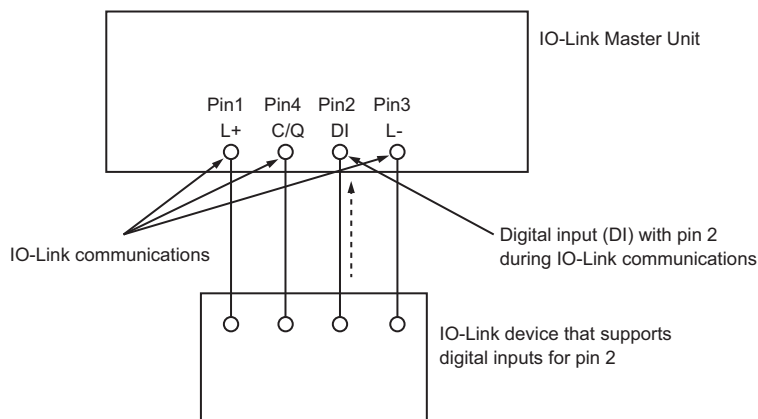 IO-Link Master Unit
Pin1 Pin4 Pin2 Pin3
L+ C/Q DI L-
IO-Link communications
Digital input (DI) with pin 2
during IO-Link communications
IO-Link device that supports
digital inputs for pin 2